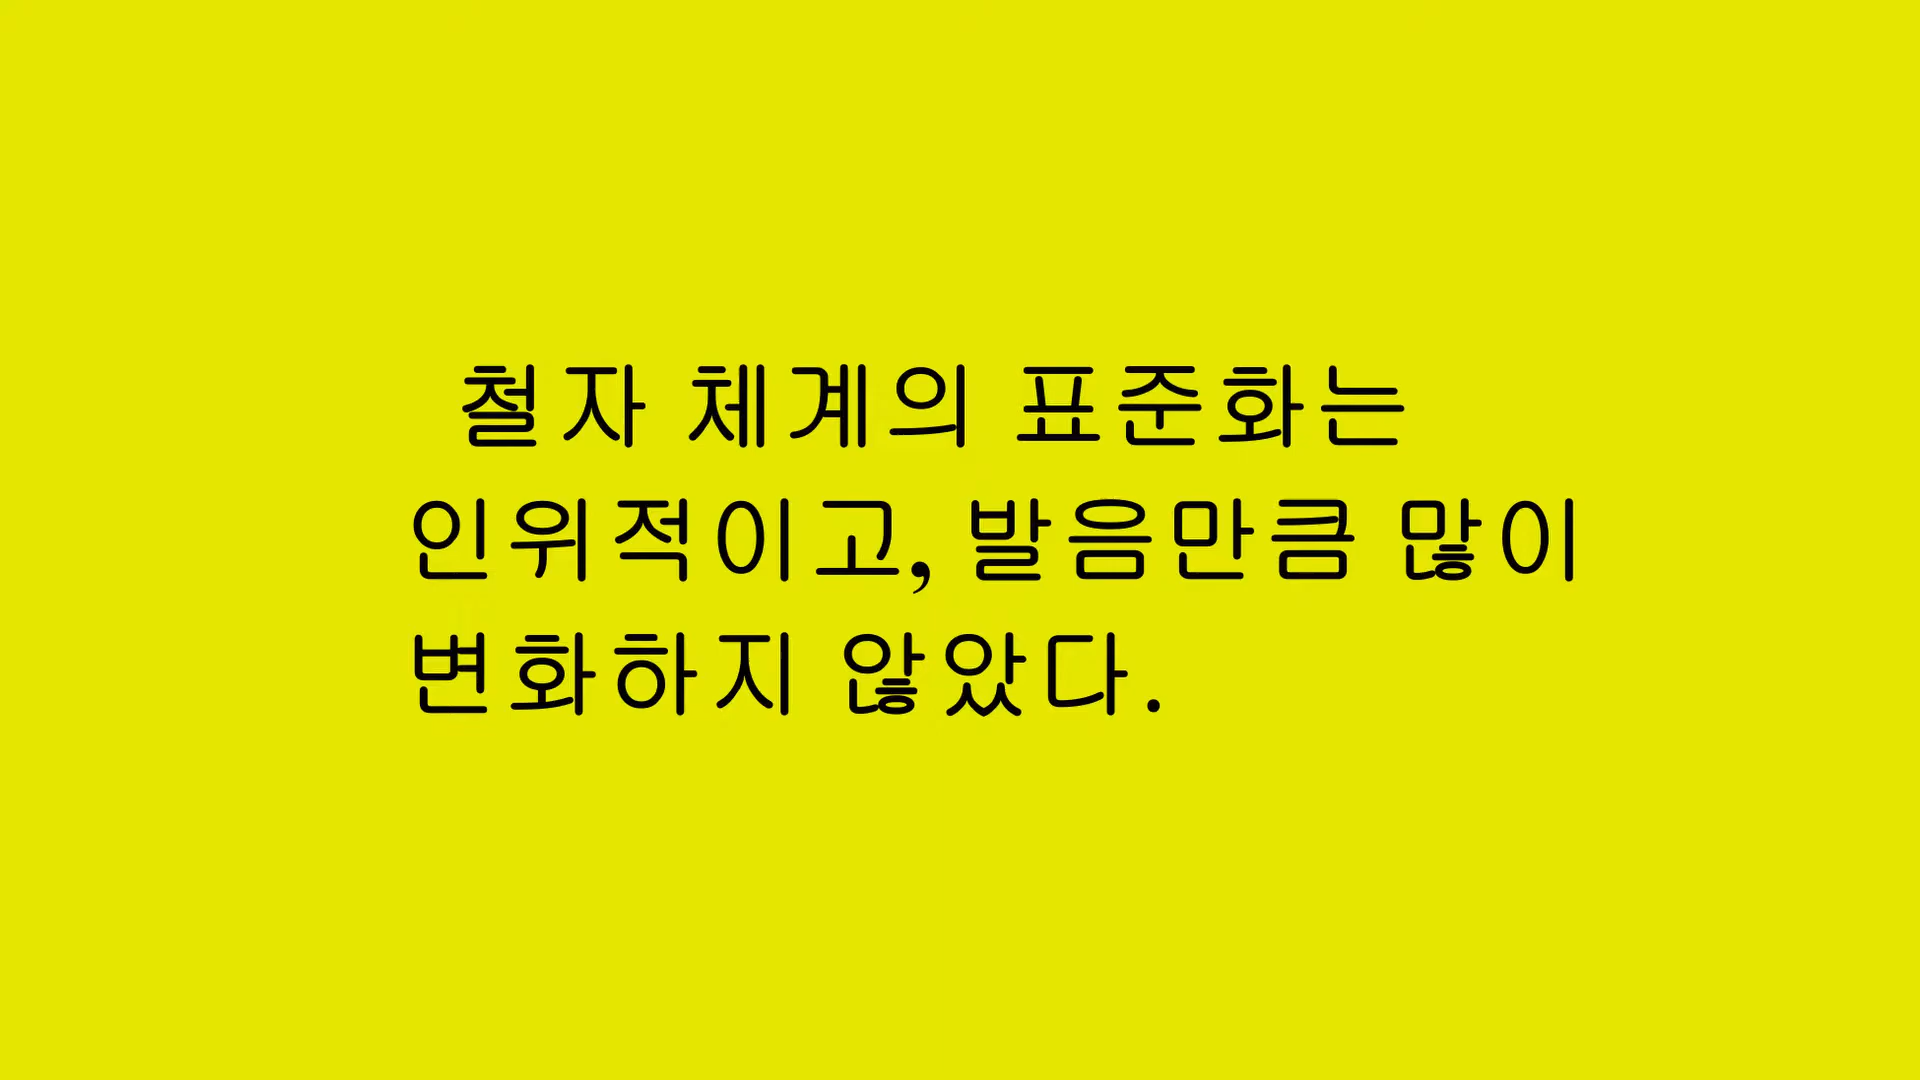 철자 체계의 표준화는
인위적이고, 발음만큼 많이
변화하지 않았다.